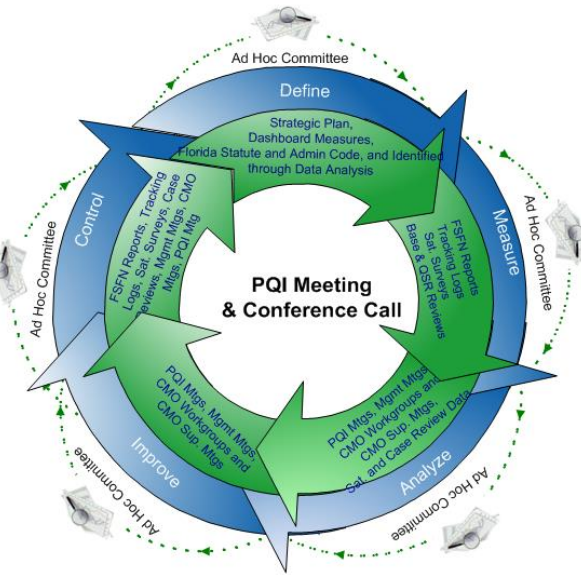 Ad Hoc Committee
Define
Strategic Plan,
Dashboard Measures,
Florida Statute and Admin Code, and Identified
through Data Analysis
Ad Hoc Committee
Measure
FSFN Reports
Tracking Logs
Sat. Surveys
Base & QSR Reviews
Ad Hoc Committee
Analyze
PQI Mtgs, Mgmt Mtgs,
CMO Workgroups and
CMO Sup. Mtgs,
Sat. and Case Review Data
Ad Hoc Committee
Improve
PQI Mtgs, Mgmt Mtgs,
CMO Workgroups and
CMO Sup. Mtgs
Ad Hoc Committee
Control
FSFN Reports, Tracking
Logs, Sat. Surveys, Case
Reviews, Mgmt Mtgs, CMO
Mtgs, PQI Mtg
PQI Meeting
& Conference Call